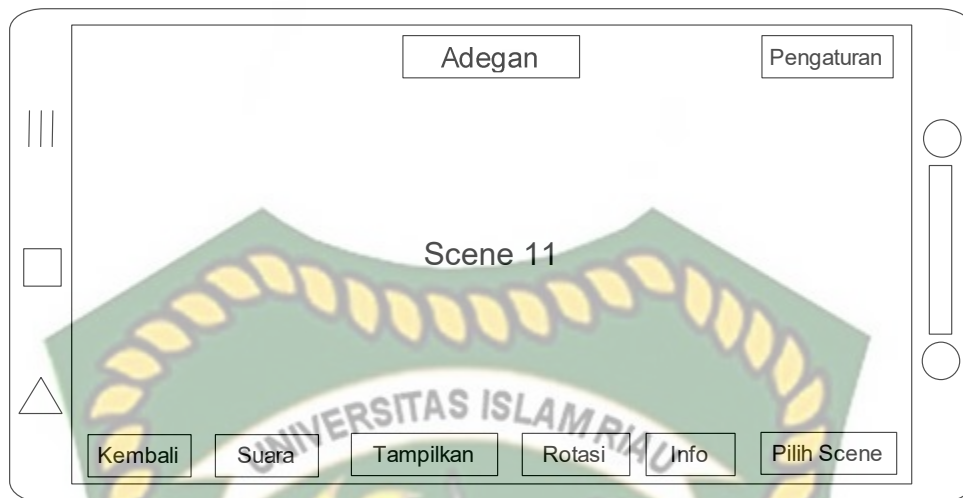 Adegan
Pengaturan
Scene 11
UNIVERSITAS ISLAM RIAU
Kembali
Suara
Tampilkan
Rotasi
Info
Pilih Scene